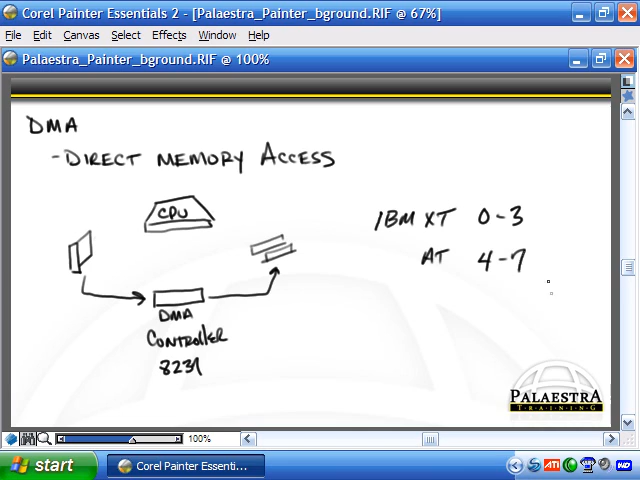 Corel Painter Essentials 2 - [Palaestra_Painter_bground.RIF @ 67%]
File Edit Canvas Select Effects Window Help
Palaestra_Painter_bground.RIF @ 100%
DMA
- DIRECT MEMORY ACCESS
CPU
IBM XT 0-3
AT 4-7
DMA
CONTROLLER
8237
PALAESTRA
TRAINING
100%
start
Corel Painter Essenti...
ATI
WD